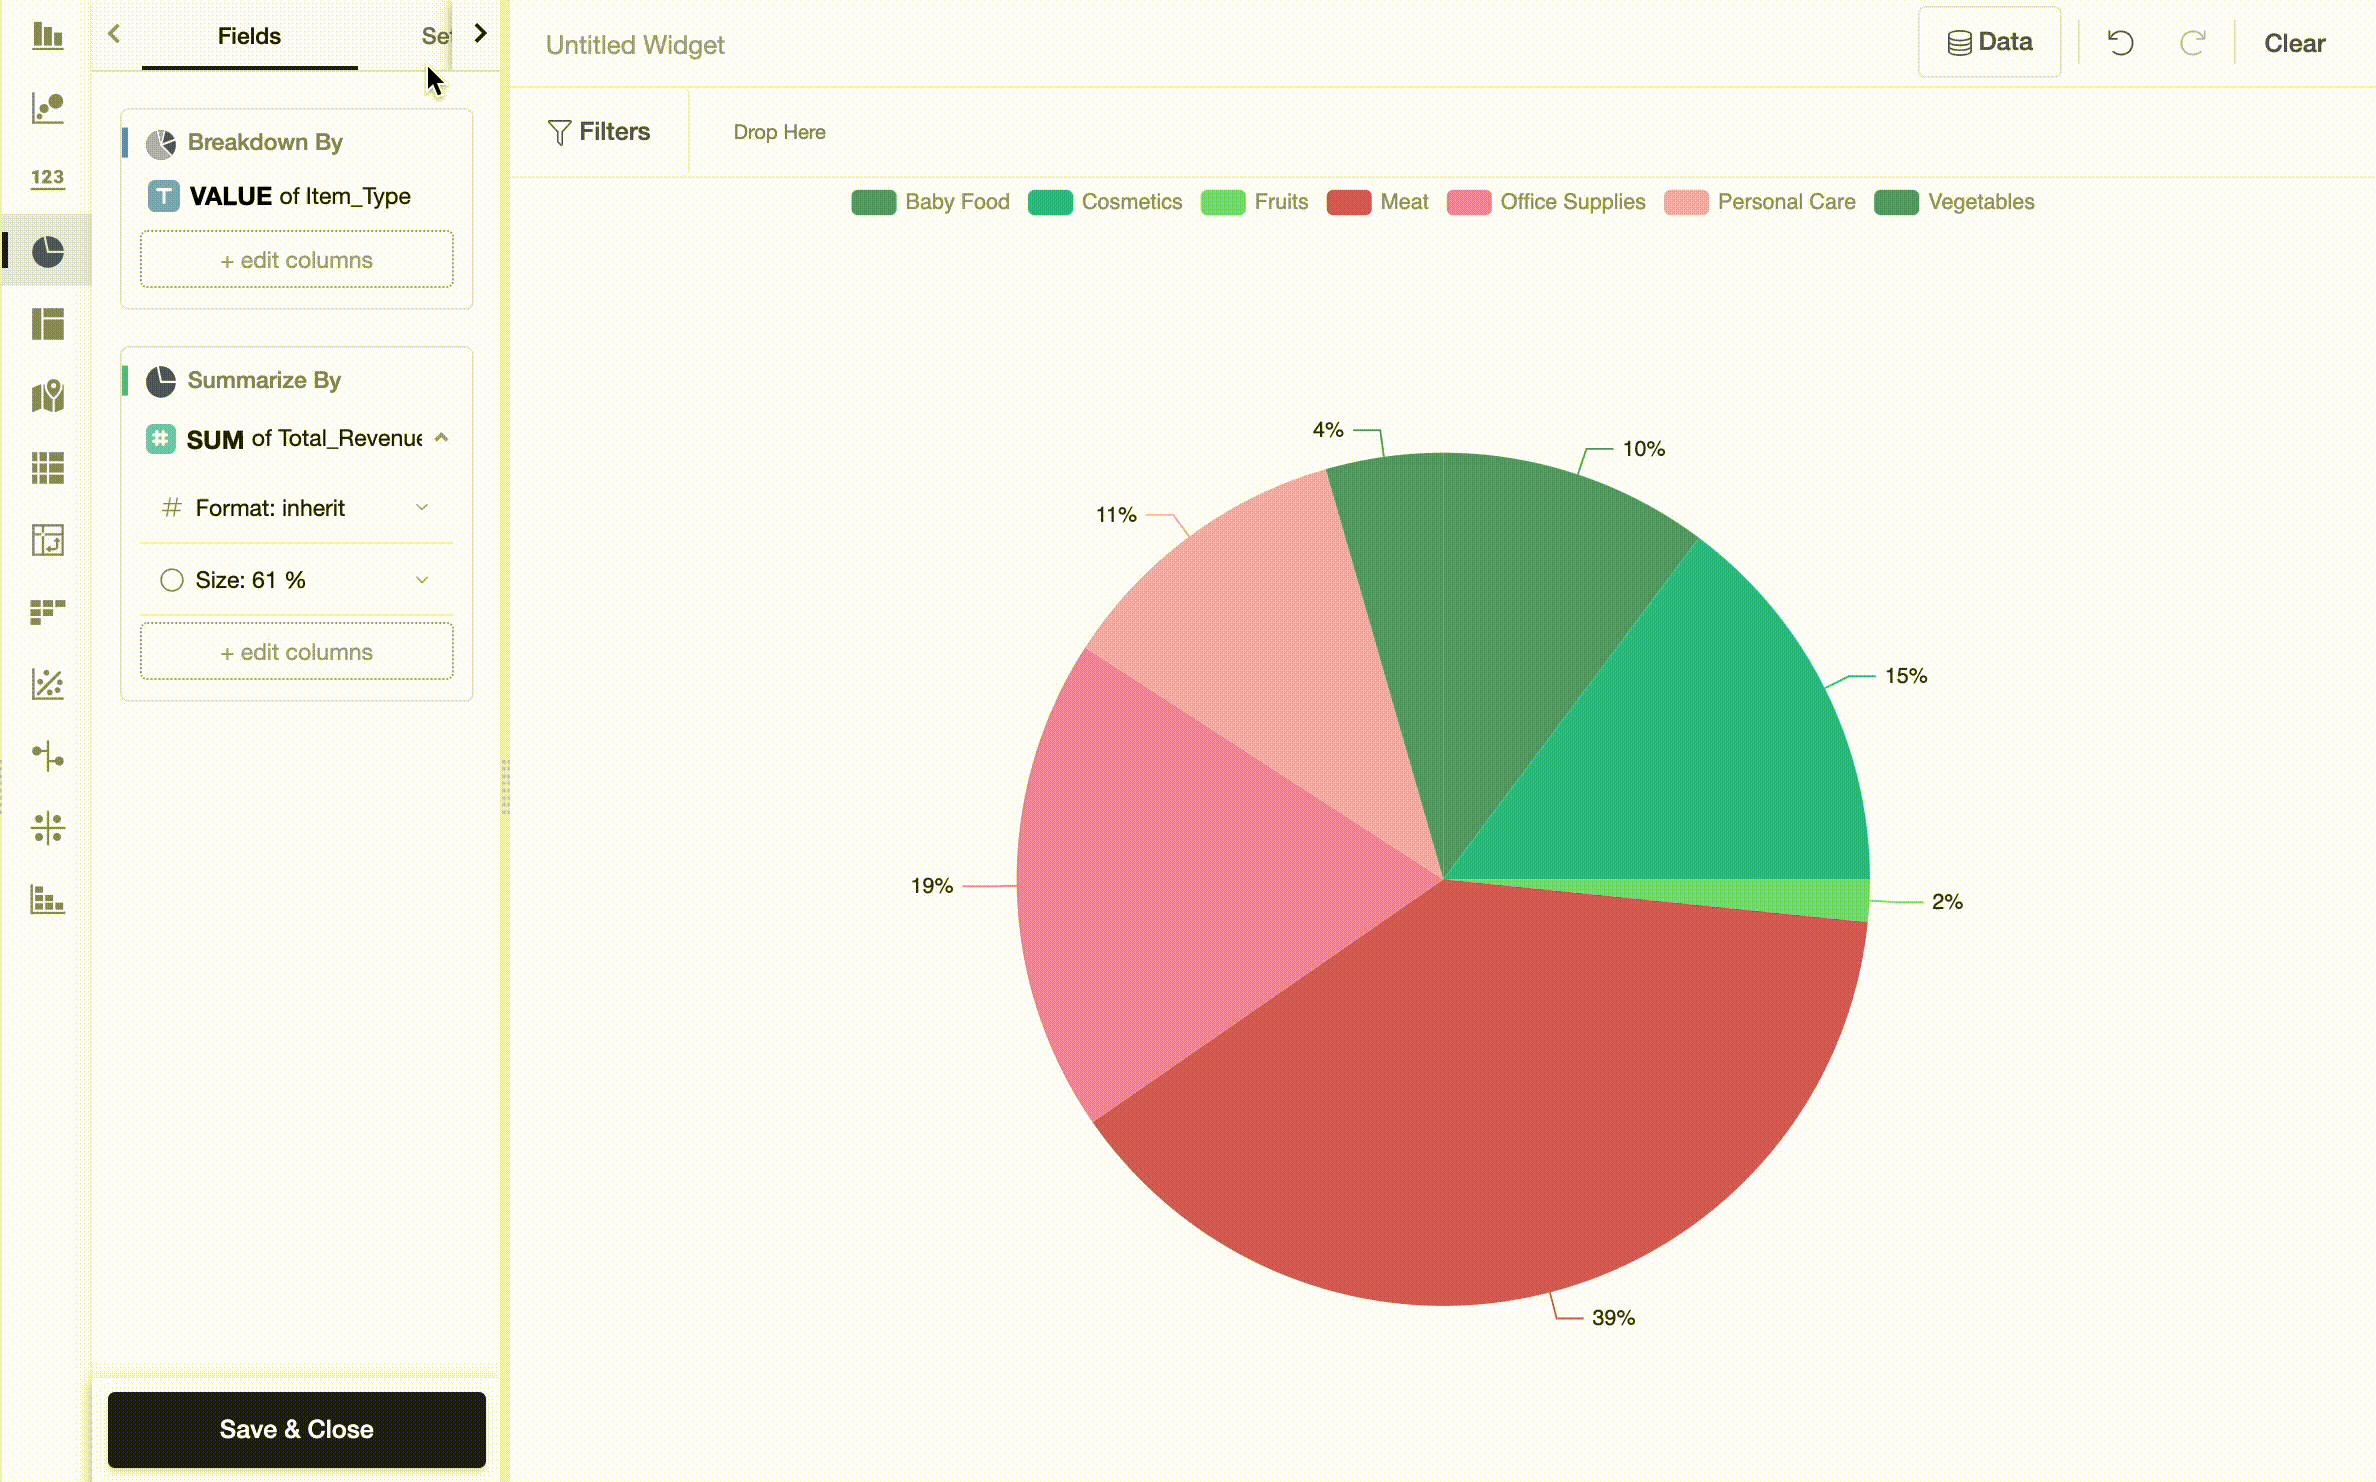 Fields
Untitled Widget
Data
Clear
Filters
Drop Here
123
Breakdown By
T VALUE of Item_Type
+ edit columns
Baby Food
Cosmetics
Fruits
Meat
Office Supplies
Personal Care
Vegetables
Summarize By
# SUM of Total_Revenue
# Format: inherit
Size: 61 %
+ edit columns
4%
10%
11%
15%
19%
2%
39%
Save & Close